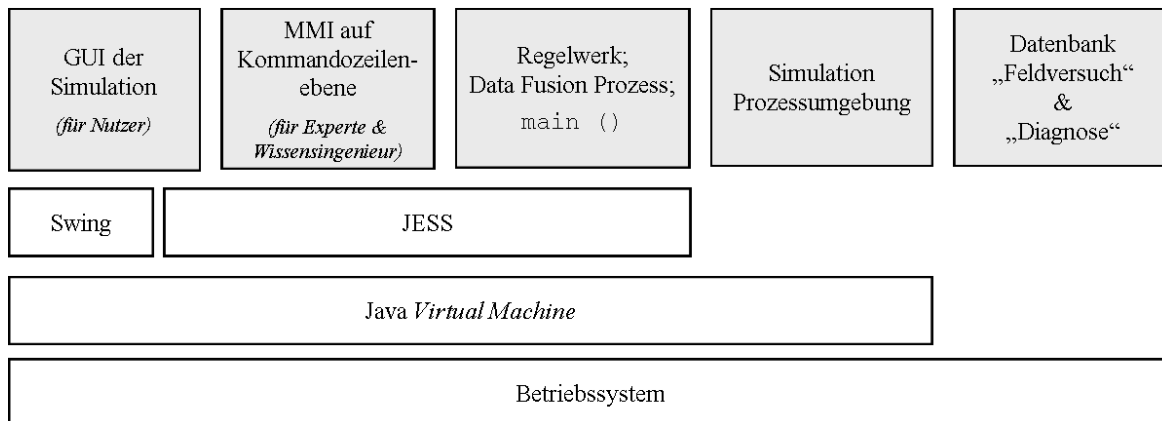 GUI der
Simulation
(für Nutzer)
MMI auf
Kommandozeilen-
ebene
(für Experte &
Wissensingenieur)
Regelwerk;
Data Fusion Prozess;
main ()
Simulation
Prozessumgebung
Datenbank
„Feldversuch“
&
„Diagnose“
Swing
JESS
Java Virtual Machine
Betriebssystem